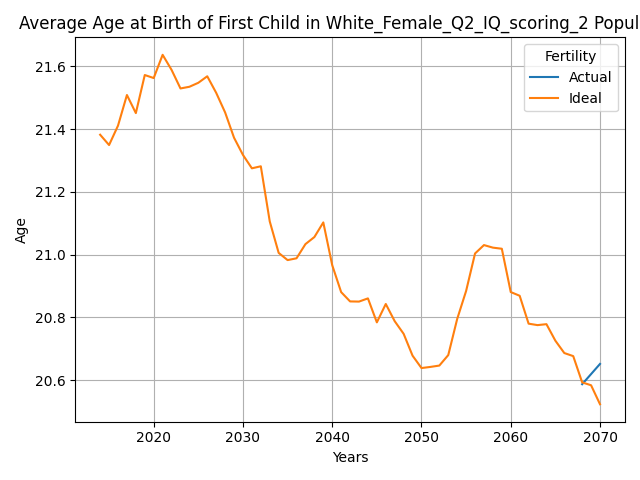 Average Age at Birth of First Child in White_Female_Q2_IQ_scoring_2 Popul
Fertility
Actual
Ideal
21.6
21.4
21.2
21.0
20.8
20.6
Age
2020 2030 2040 2050 2060 2070
Years